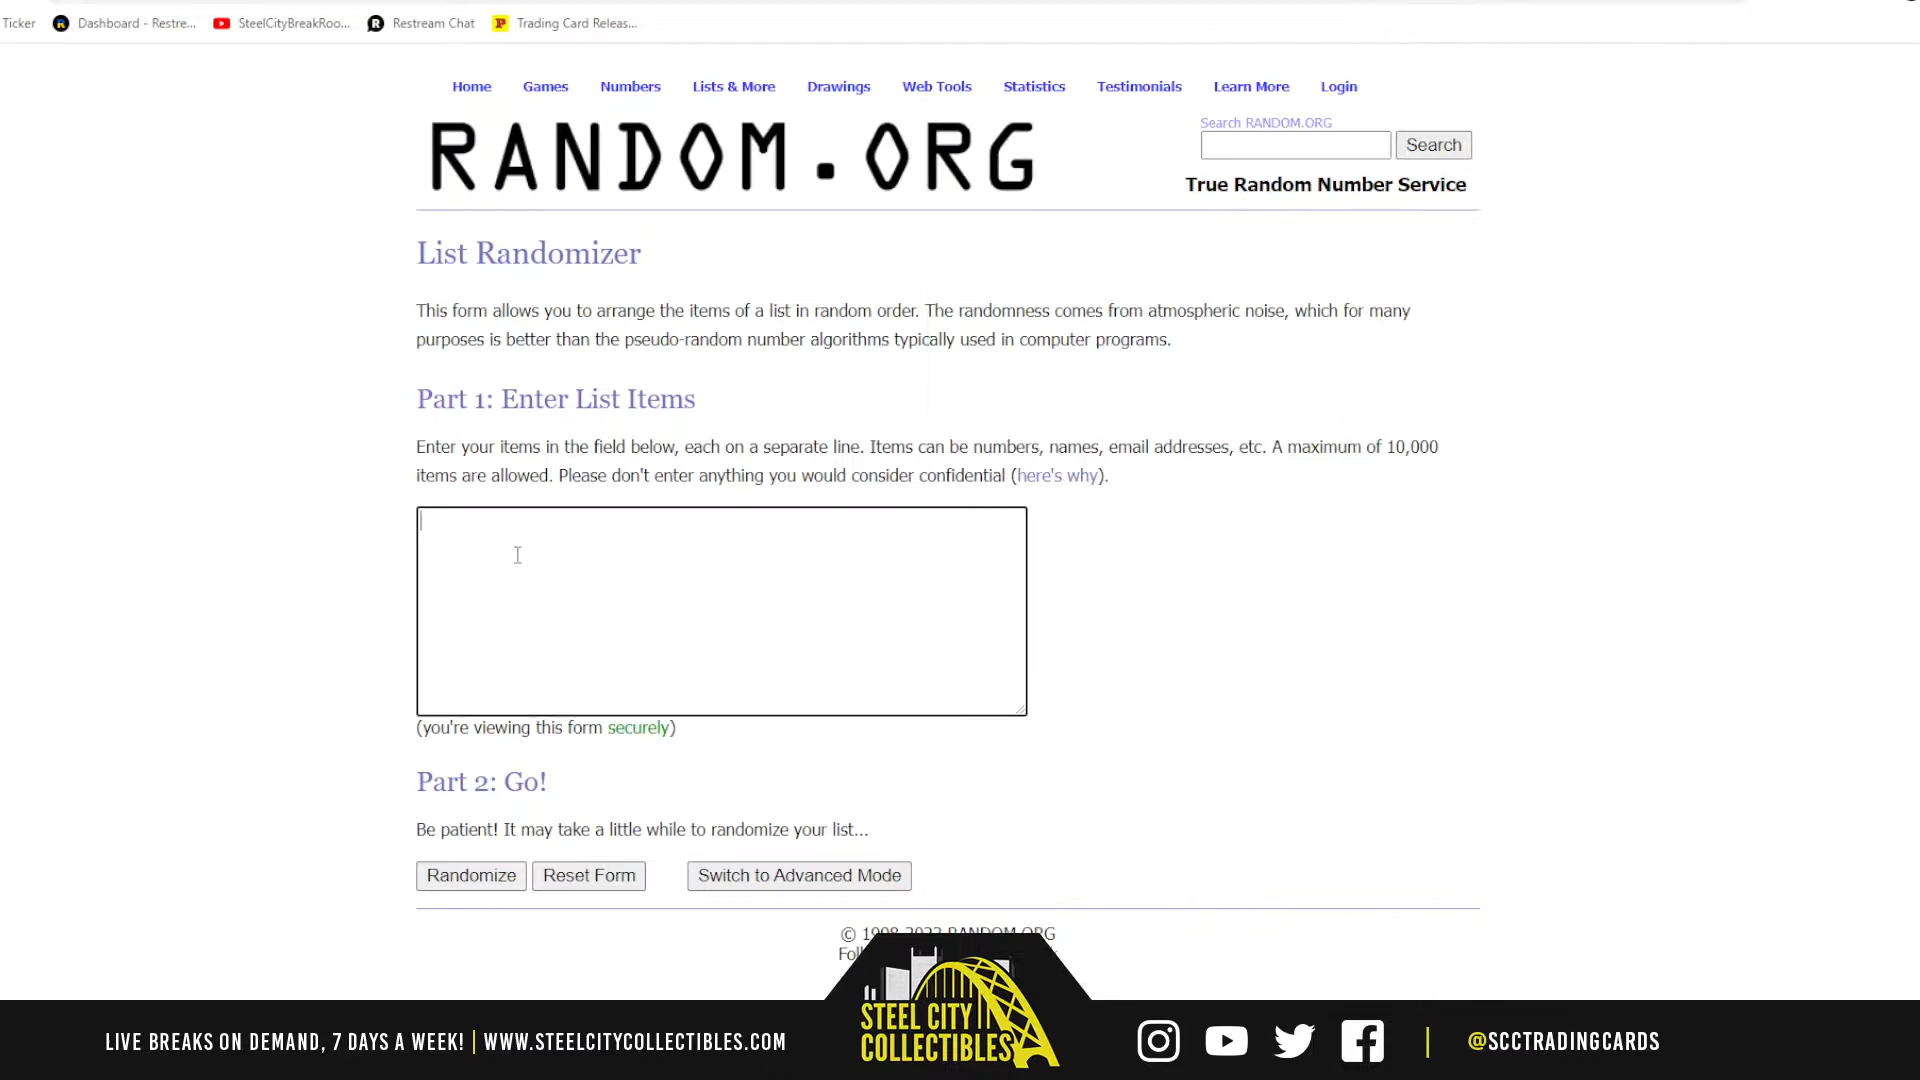 Ticker
Dashboard - Restre...
SteelCityBreakRoo...
Restream Chat
Trading Card Releas...
Home
Games
Numbers
Lists & More
Drawings
Web Tools
Statistics
Testimonials
Learn More
Login
RANDOM.ORG
Search RANDOM.ORG
Search
True Random Number Service
List Randomizer
This form allows you to arrange the items of a list in random order. The randomness comes from atmospheric noise, which for many
purposes is better than the pseudo-random number algorithms typically used in computer programs.
Part 1: Enter List Items
Enter your items in the field below, each on a separate line. Items can be numbers, names, email addresses, etc. A maximum of 10,000
items are allowed. Please don't enter anything you would consider confidential (here's why).
(you're viewing this form securely)
Part 2: Go!
Be patient! It may take a little while to randomize your list...
Randomize
Reset Form
Switch to Advanced Mode
© RANDOM.ORG
LIVE BREAKS ON DEMAND, 7 DAYS A WEEK! | WWW.STEELCITYCOLLECTIBLES.COM
STEEL CITY
COLLECTIBLES
| @SCCTRADINGCARDS